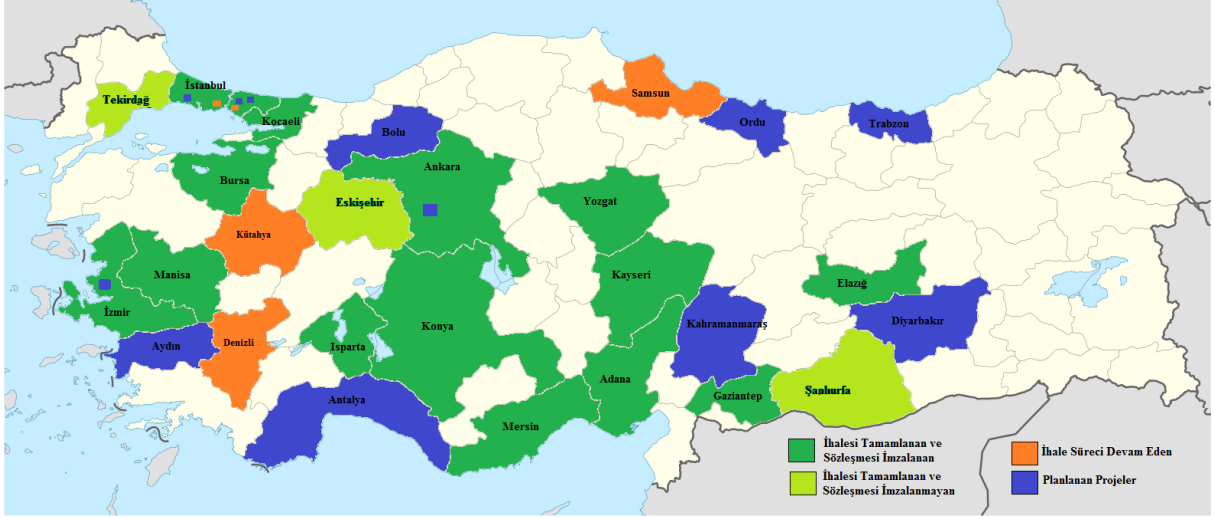 İstanbul
Tekirdağ
Kocaeli
Samsun
Ordu
Trabzon
Bolu
Ankara
Bursa
Eskişehir
Yozgat
Kütahya
Manisa
Kayseri
Elazığ
İzmir
Konya
Kahramanmaraş
Diyarbakır
Aydın
Denizli
Isparta
Adana
Şanlıurfa
Antalya
Gaziantep
Mersin
İhalesi Tamamlanan ve
Sözleşmesi İmzalanan
İhalesi Tamamlanan ve
Sözleşmesi İmzalanmayan
İhale Süreci Devam Eden
Planlanan Projeler